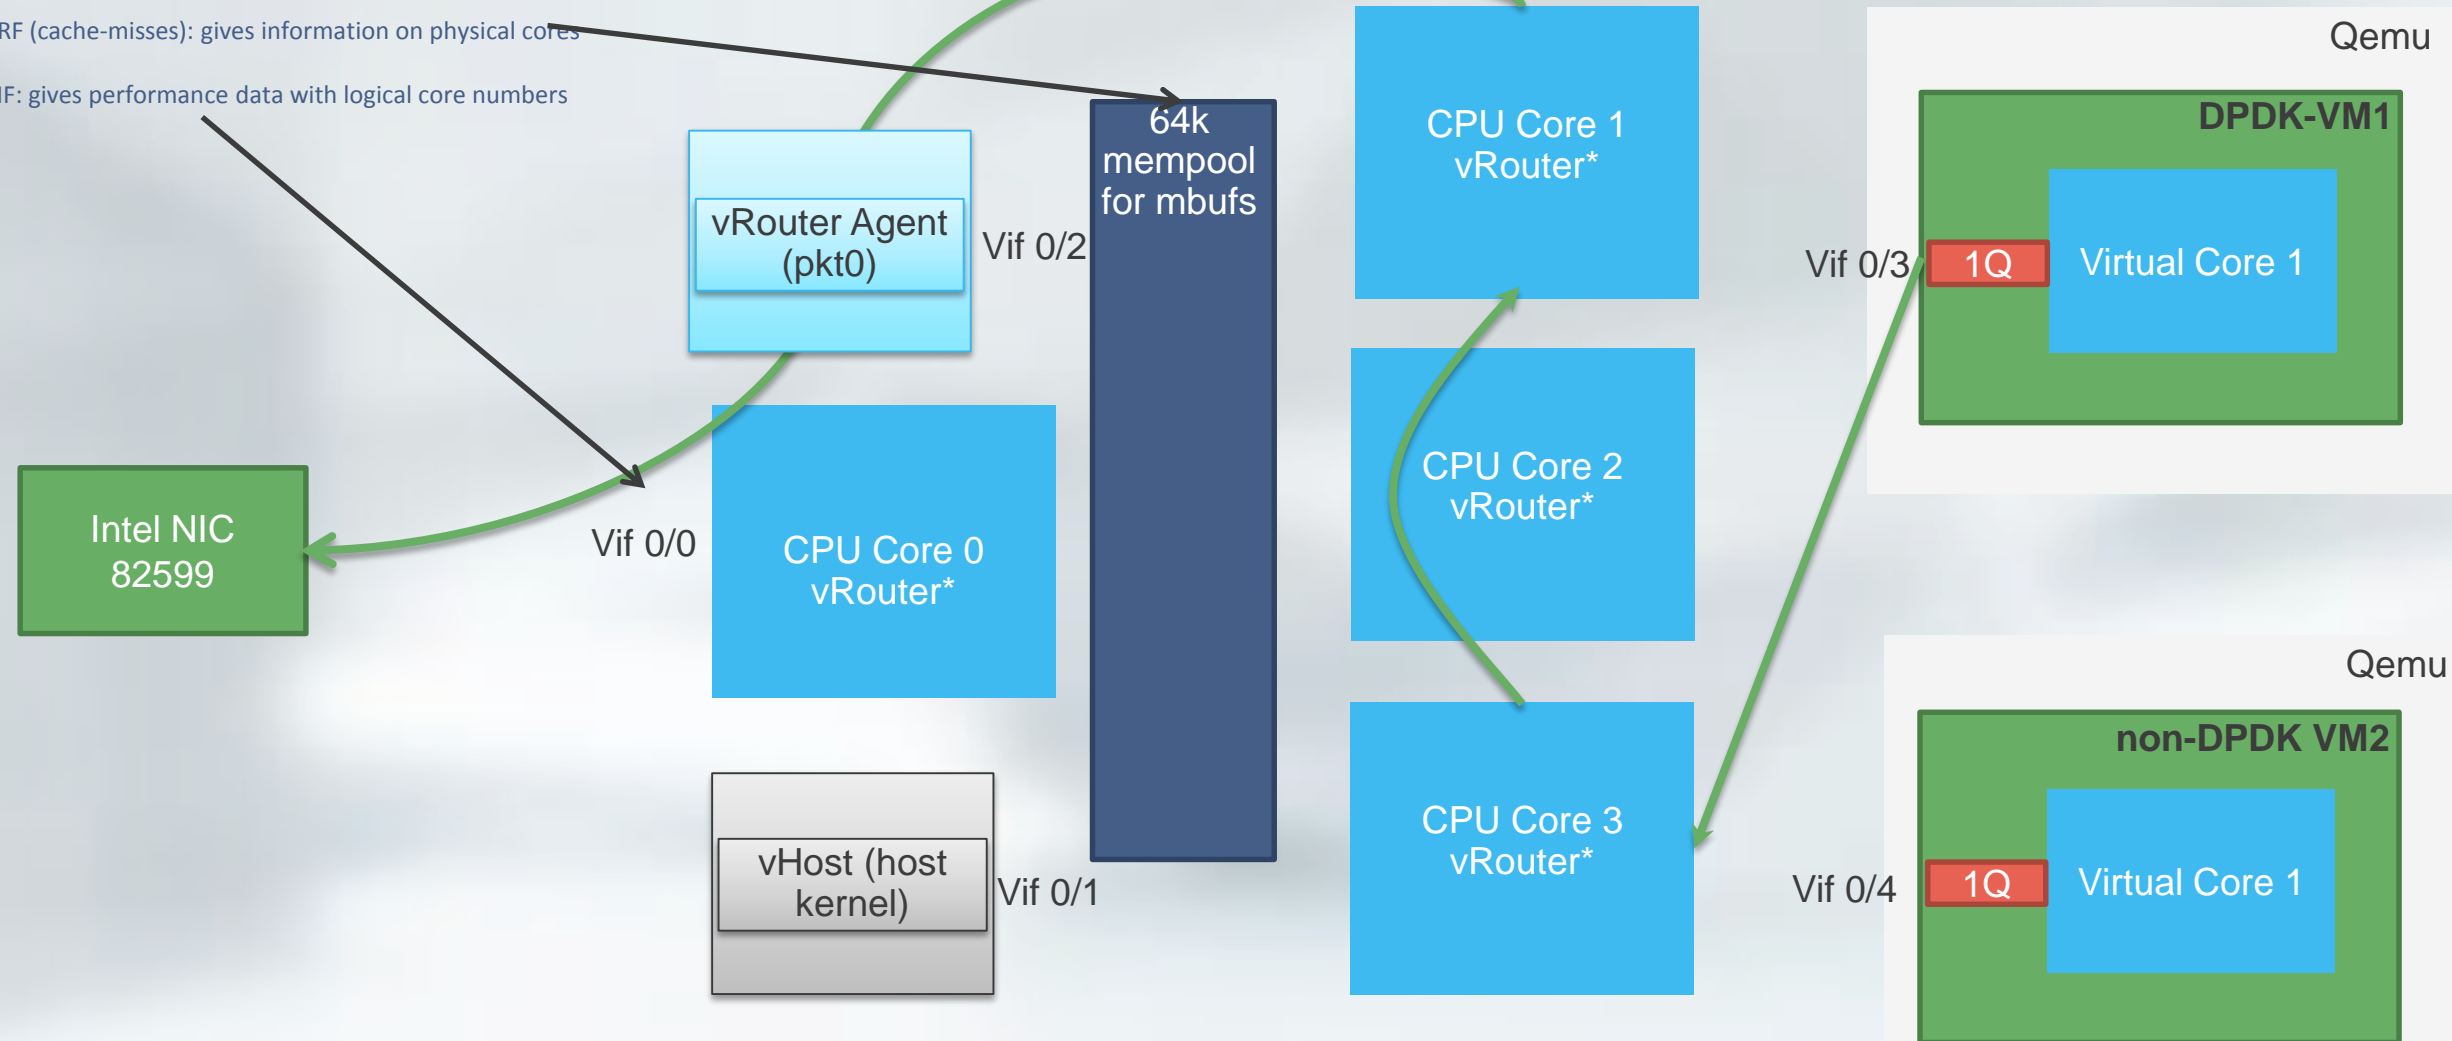 RF (cache-misses): gives information on physical cores
IF: gives performance data with logical core numbers
vRouter Agent
(pkt0)
Vif 0/2
64k
mempool
for mbufs
CPU Core 1
vRouter*
Qemu
DPDK-VM1
Vif 0/3
1Q
Virtual Core 1
Intel NIC
82599
Vif 0/0
CPU Core 0
vRouter*
CPU Core 2
vRouter*
vHost (host
kernel)
Vif 0/1
CPU Core 3
vRouter*
Qemu
non-DPDK VM2
Vif 0/4
1Q
Virtual Core 1